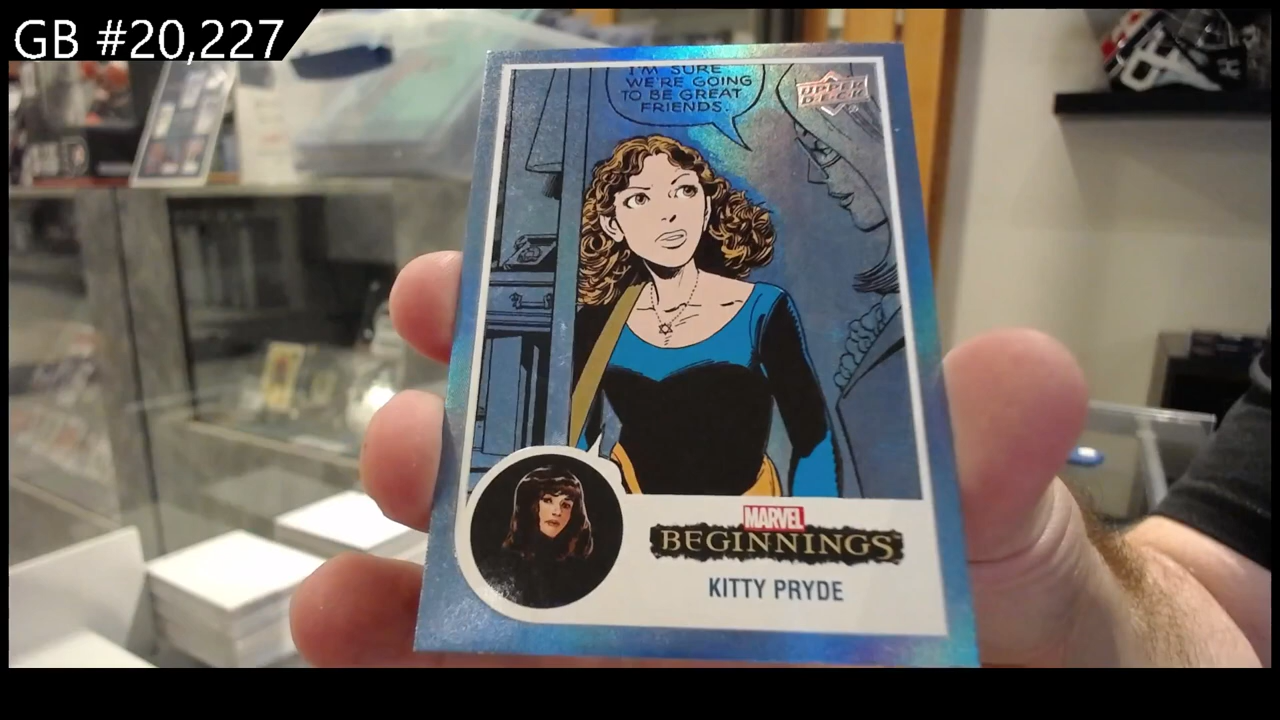 GB #20,227
I'M SURE
WE'RE GOING
TO BE GREAT
FRIENDS.
UPPER
DECK
MARVEL
BEGINNINGS
KITTY PRYDE